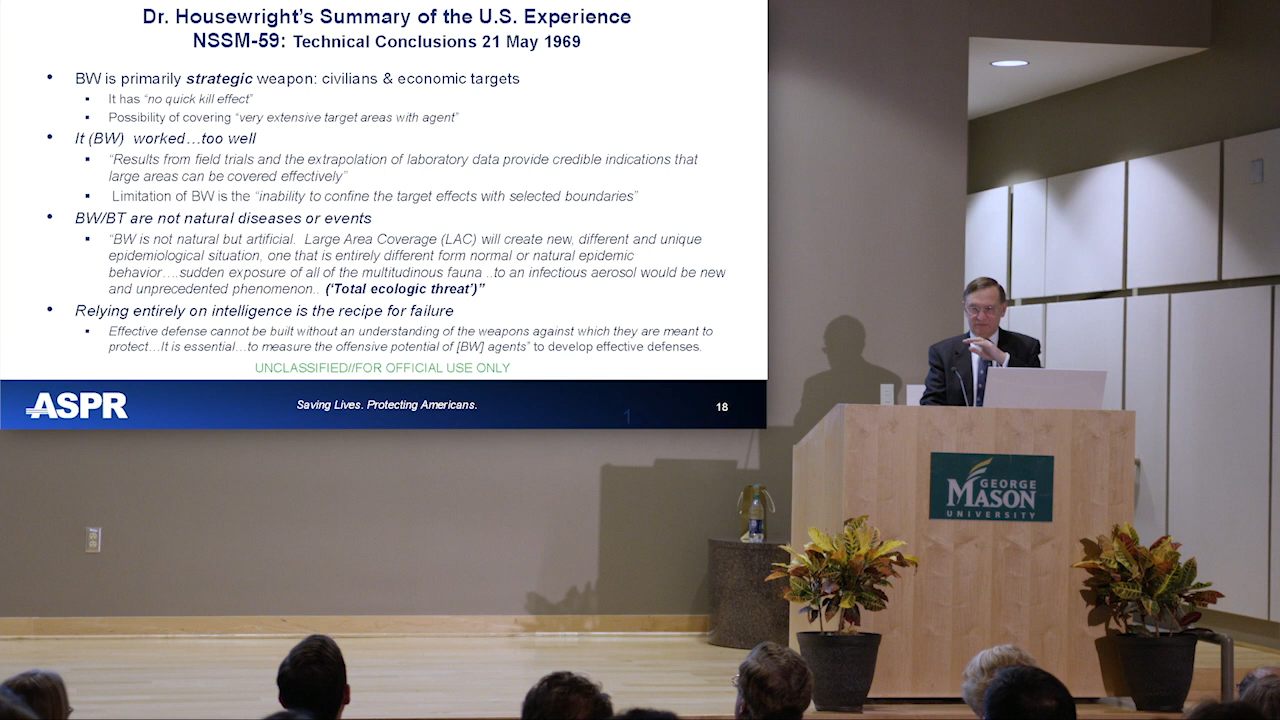 Dr. Housewright's Summary of the U.S. Experience
NSSM-59: Technical Conclusions 21 May 1969
• BW is primarily strategic weapon: civilians & economic targets
▪ It has “no quick kill effect”
▪ Possibility of covering “very extensive target areas with agent”
• It (BW) worked…too well
▪ “Results from field trials and the extrapolation of laboratory data provide credible indications that
large areas can be covered effectively”
▪ Limitation of BW is the “inability to confine the target effects with selected boundaries”
• BW/BT are not natural diseases or events
▪ “BW is not natural but artificial. Large Area Coverage (LAC) will create new, different and unique
epidemiological situation, one that is entirely different form normal or natural epidemic
behavior….sudden exposure of all of the multitudinous fauna ..to an infectious aerosol would be new
and unprecedented phenomenon.. (‘Total ecologic threat’)”
• Relying entirely on intelligence is the recipe for failure
▪ Effective defense cannot be built without an understanding of the weapons against which they are meant to
protect…It is essential…to measure the offensive potential of [BW] agents” to develop effective defenses.
UNCLASSIFIED//FOR OFFICIAL USE ONLY
ASPR
Saving Lives. Protecting Americans.
1
18
GEORGE
MASON
UNIVERSITY